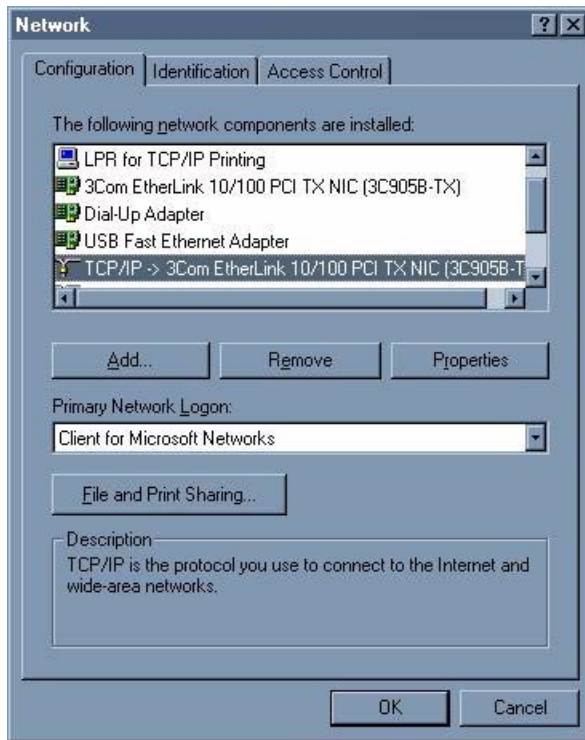 Network
Configuration Identification Access Control
The following network components are installed:
LPR for TCP/IP Printing
3Com EtherLink 10/100 PCI TX NIC (3C905B-TX)
Dial-Up Adapter
USB Fast Ethernet Adapter
TCP/IP -> 3Com EtherLink 10/100 PCI TX NIC (3C905B-T
Add... Remove Properties
Primary Network Logon:
Client for Microsoft Networks
File and Print Sharing...
Description
TCP/IP is the protocol you use to connect to the Internet and
wide-area networks.
OK Cancel